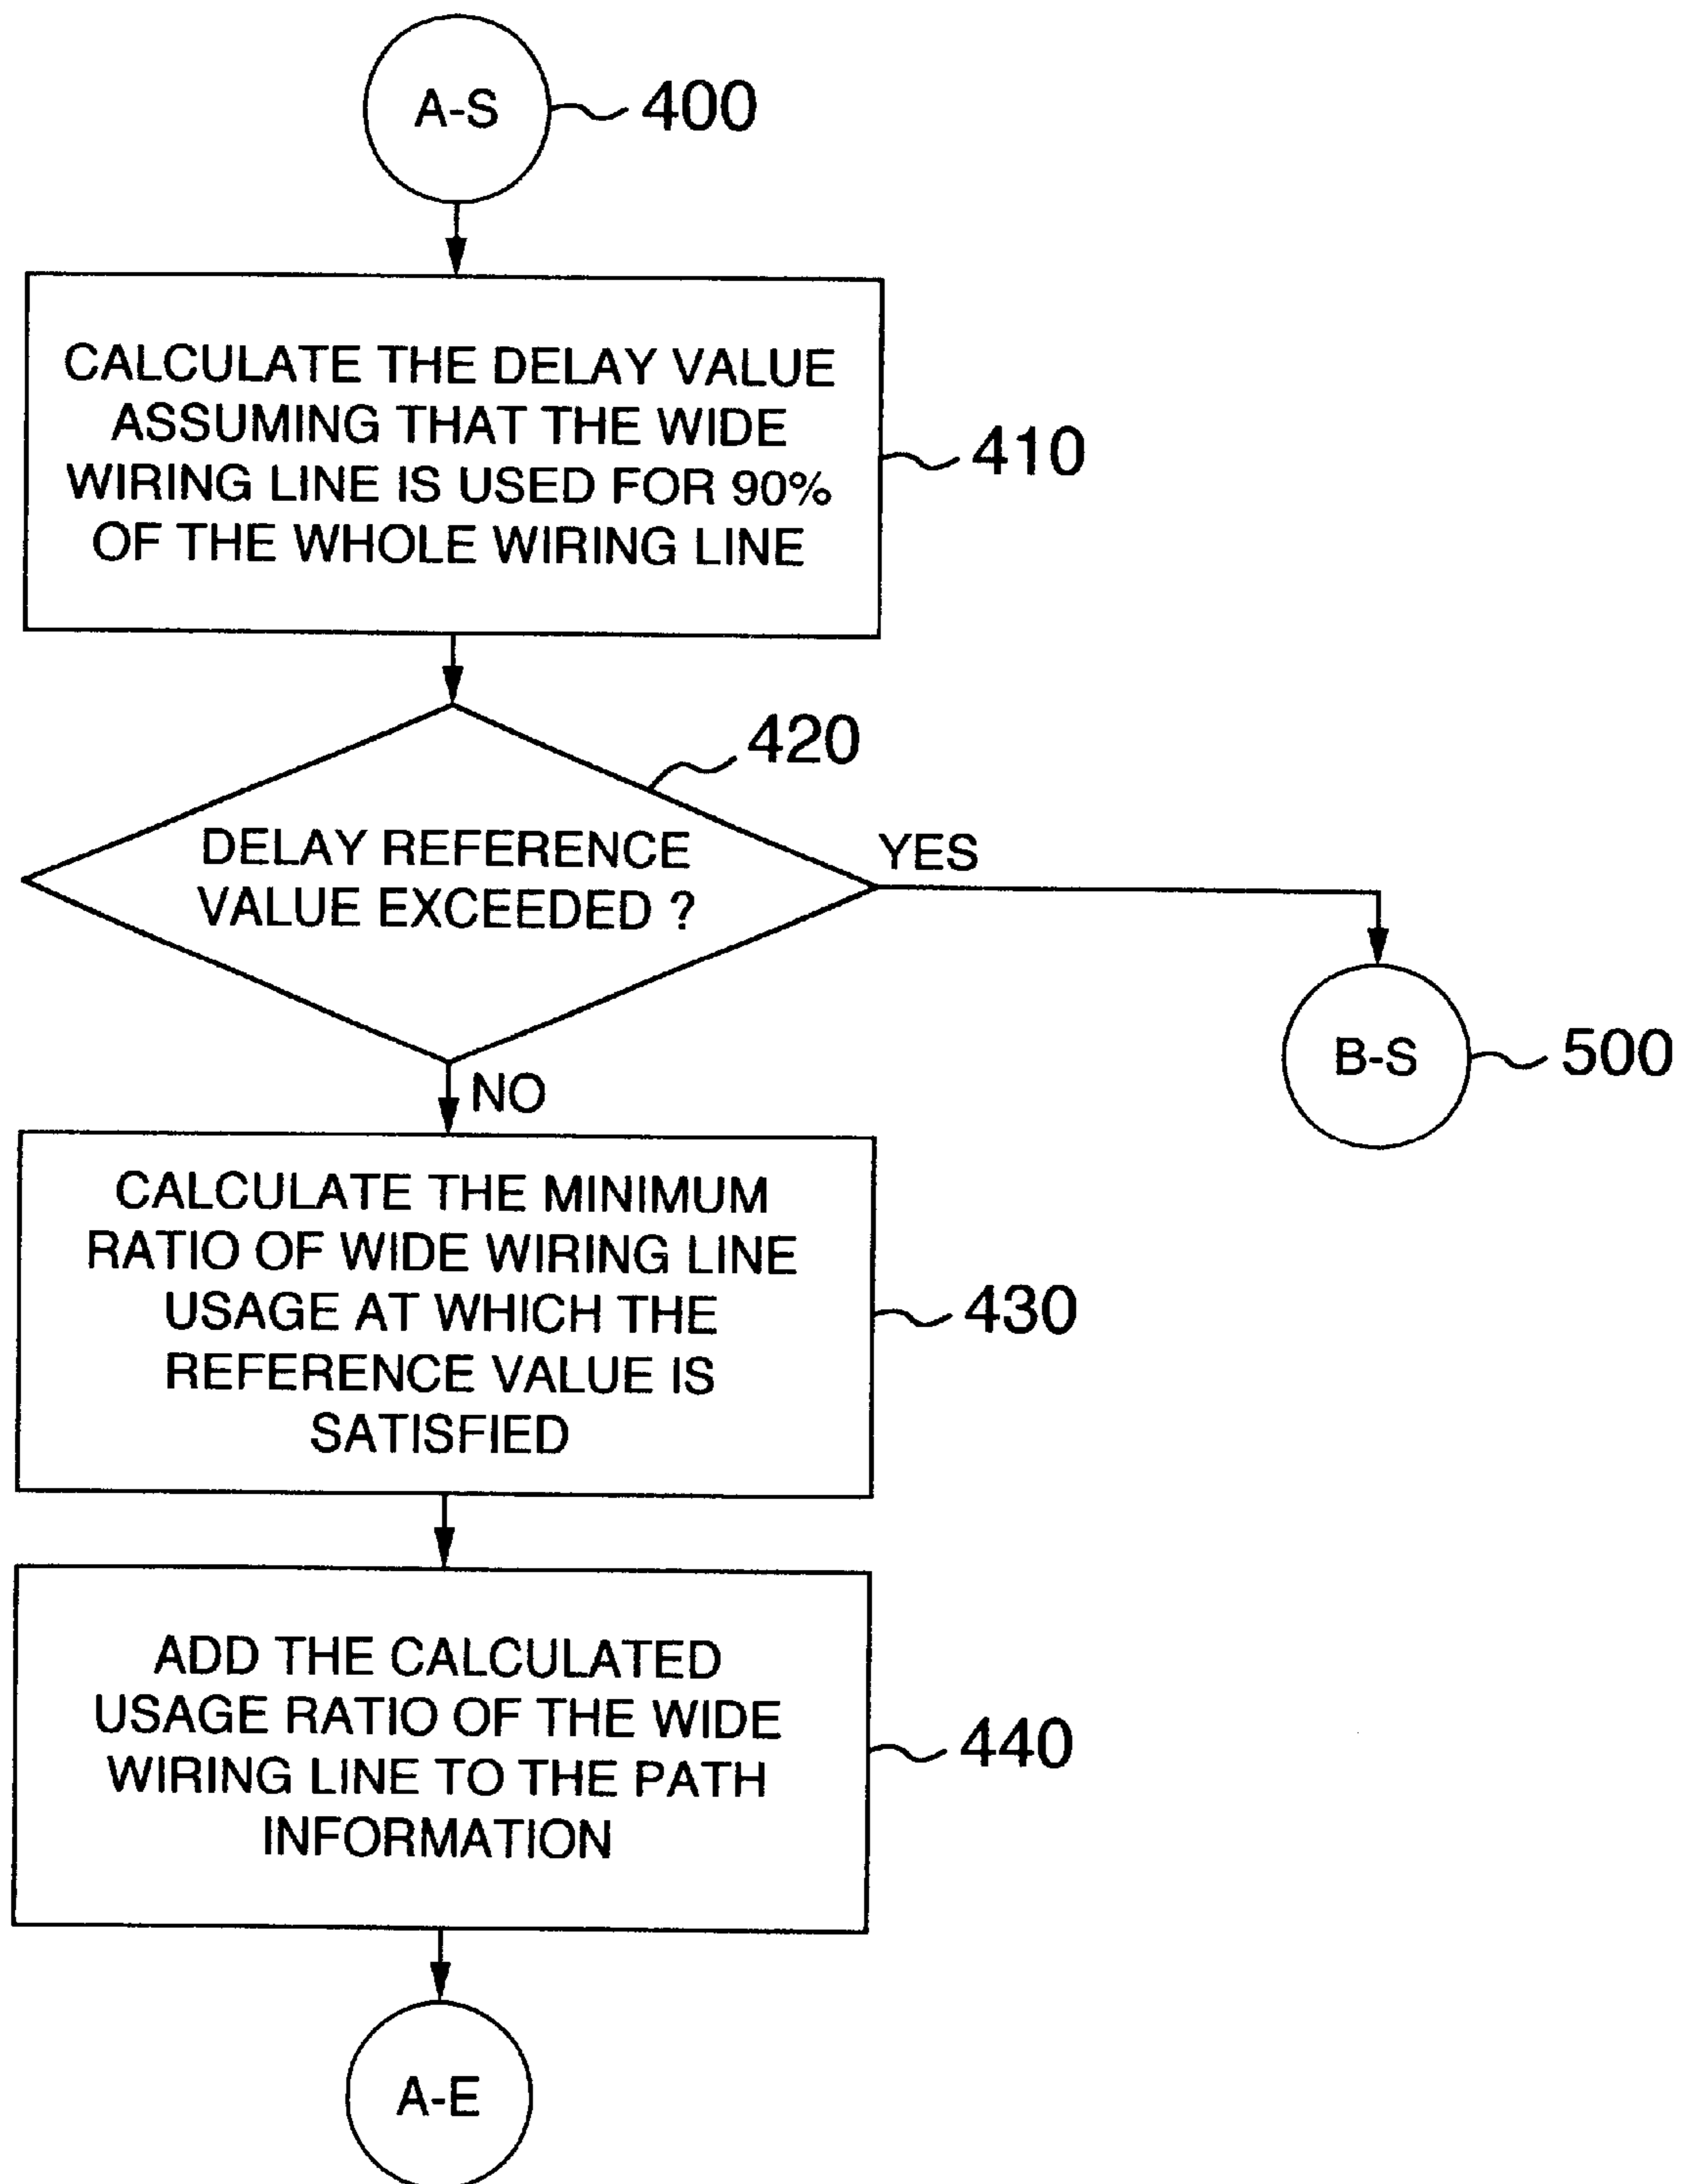 A-S
400
CALCULATE THE DELAY VALUE
ASSUMING THAT THE WIDE
WIRING LINE IS USED FOR 90%
OF THE WHOLE WIRING LINE
410
420
DELAY REFERENCE
VALUE EXCEEDED ?
YES
B-S
500
NO
CALCULATE THE MINIMUM
RATIO OF WIDE WIRING LINE
USAGE AT WHICH THE
REFERENCE VALUE IS
SATISFIED
430
ADD THE CALCULATED
USAGE RATIO OF THE WIDE
WIRING LINE TO THE PATH
INFORMATION
440
A-E